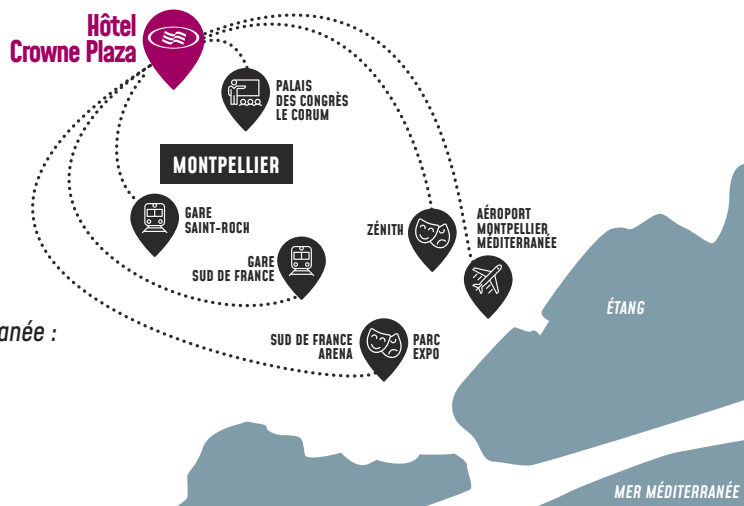 Hôtel
Crowne Plaza
PALAIS
DES CONGRÈS
LE CORUM
MONTPELLIER
GARE
SAINT-ROCH
ZÉNITH
AÉROPORT
MONTPELLIER
MÉDITERRANÉE
GARE
SUD DE FRANCE
ÉTANG
anée :
SUD DE FRANCE
ARENA
PARC
EXPO
MER MÉDITERRANÉE